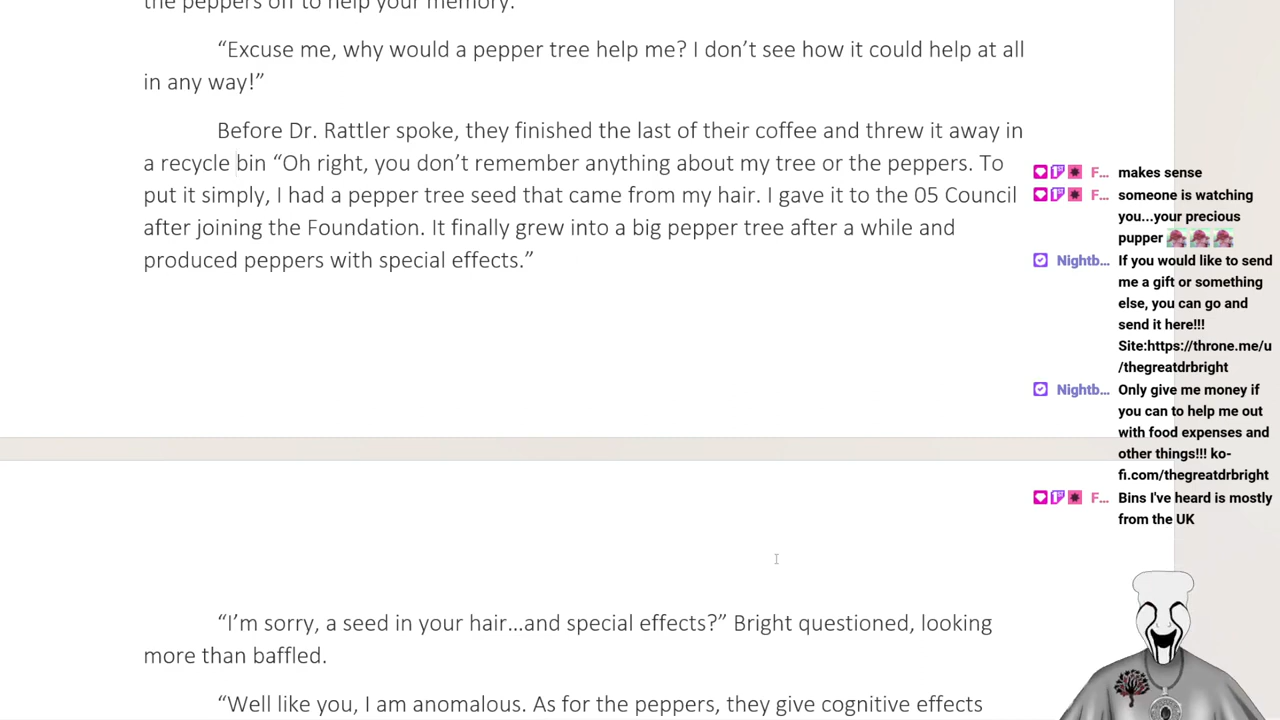 the peppers off to help your memory.
“Excuse me, why would a pepper tree help me? I don’t see how it could help at all
in any way!”
Before Dr. Rattler spoke, they finished the last of their coffee and threw it away in
a recycle bin “Oh right, you don’t remember anything about my tree or the peppers. To
put it simply, I had a pepper tree seed that came from my hair. I gave it to the 05 Council
after joining the Foundation. It finally grew into a big pepper tree after a while and
produced peppers with special effects.”
“I’m sorry, a seed in your hair…and special effects?” Bright questioned, looking
more than baffled.
“Well like you, I am anomalous. As for the peppers, they give cognitive effects
F... makes sense
F... someone is watching
you...your precious
pupper
Nightb... If you would like to send
me a gift or something
else, you can go and
send it here!!!
Site:https://throne.me/u
/thegreatdrbright
Nightb... Only give me money if
you can to help me out
with food expenses and
other things!!! ko-
fi.com/thegreatdrbright
F... Bins I've heard is mostly
from the UK